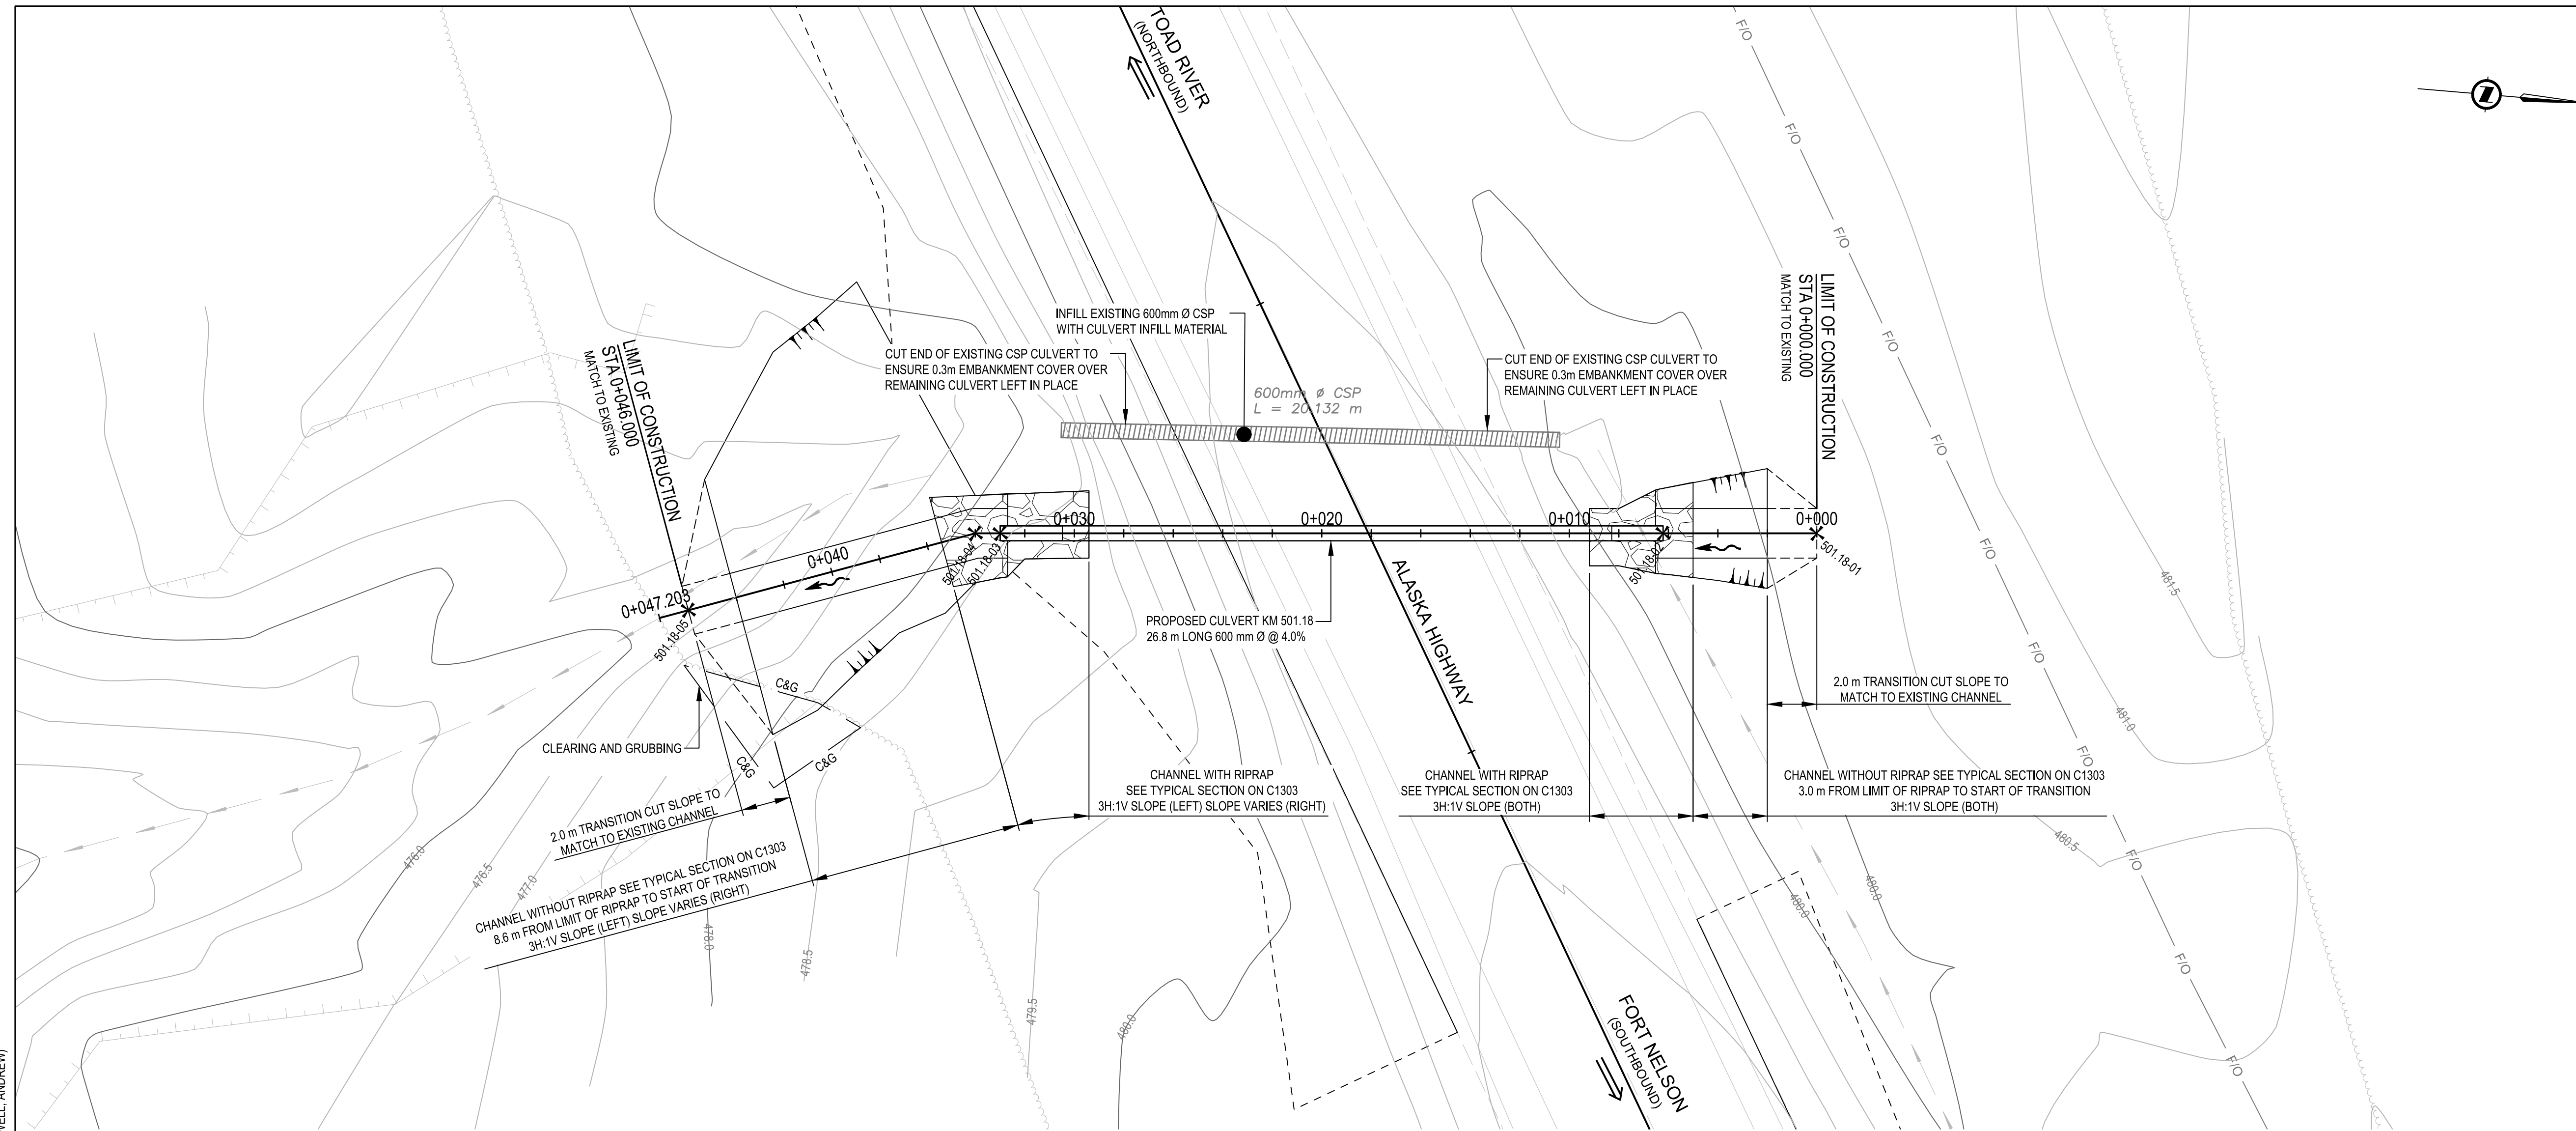 TOAD RIVER
(NORTHBOUND)
F/O
F/O
F/O
F/O
F/O
F/O
F/O
F/O
F/O
F/O
F/O
F/O
Z
LIMIT OF CONSTRUCTION
STA 0+000.000
MATCH TO EXISTING
INFILL EXISTING 600mm Ø CSP
WITH CULVERT INFILL MATERIAL
CUT END OF EXISTING CSP CULVERT TO
ENSURE 0.3m EMBANKMENT COVER OVER
REMAINING CULVERT LEFT IN PLACE
CUT END OF EXISTING CSP CULVERT TO
ENSURE 0.3m EMBANKMENT COVER OVER
REMAINING CULVERT LEFT IN PLACE
600mm Ø CSP
L = 20.132 m
LIMIT OF CONSTRUCTION
STA 0+046.000
MATCH TO EXISTING
0+047.203
0+040
0+030
0+020
0+010
0+000
501.18-05
501.18-04
501.18-03
501.18-02
501.18-01
PROPOSED CULVERT KM 501.18
26.8 m LONG 600 mm Ø @ 4.0%
ALASKA HIGHWAY
481.5
481.0
480.5
480.0
480.0
2.0 m TRANSITION CUT SLOPE TO
MATCH TO EXISTING CHANNEL
C&G
C&G
C&G
CLEARING AND GRUBBING
2.0 m TRANSITION CUT SLOPE TO
MATCH TO EXISTING CHANNEL
CHANNEL WITHOUT RIPRAP SEE TYPICAL SECTION ON C1303
8.6 m FROM LIMIT OF RIPRAP TO START OF TRANSITION
3H:1V SLOPE (LEFT) SLOPE VARIES (RIGHT)
CHANNEL WITH RIPRAP
SEE TYPICAL SECTION ON C1303
3H:1V SLOPE (LEFT) SLOPE VARIES (RIGHT)
CHANNEL WITH RIPRAP
SEE TYPICAL SECTION ON C1303
3H:1V SLOPE (BOTH)
CHANNEL WITHOUT RIPRAP SEE TYPICAL SECTION ON C1303
3.0 m FROM LIMIT OF RIPRAP TO START OF TRANSITION
3H:1V SLOPE (BOTH)
476.0
476.5
477.0
478.0
478.5
479.5
480.0
FORT NELSON
(SOUTHBOUND)
ANDREW)